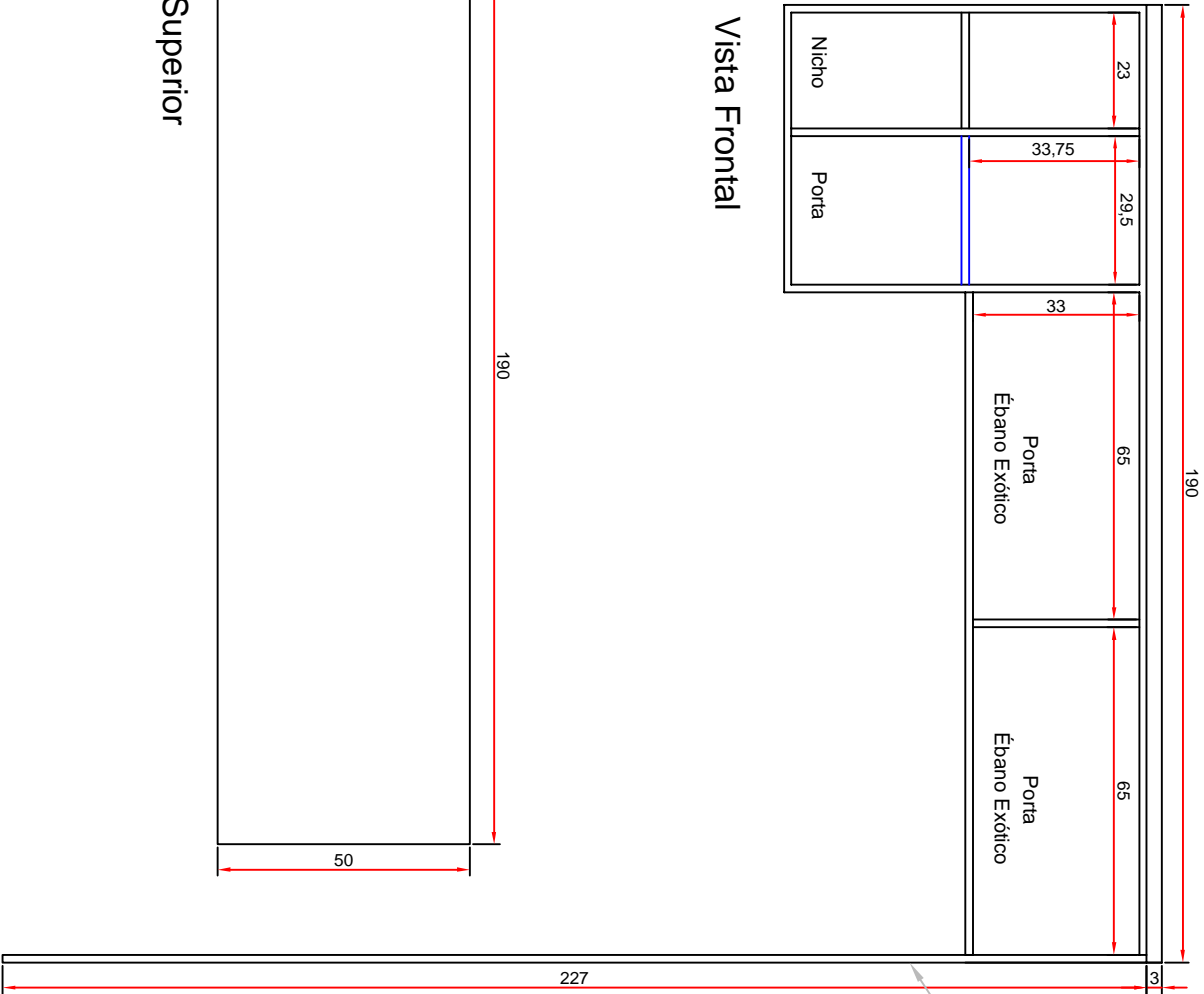 190
3
23
29,5
65
65
33,75
33
Nicho
Porta
Porta
Ébano Exótico
Porta
Ébano Exótico
Vista Frontal
227
190
50
Superior